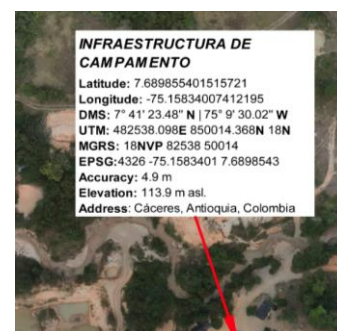 INFRAESTRUCTURA DE
CAMPAMENTO
Latitude: 7.689855401515721
Longitude: -75.15834007412195
DMS: 7° 41' 23.48" N | 75° 9' 30.02" W
UTM: 482538.098E 850014.368N 18N
MGRS: 18NVP 82538 50014
EPSG:4326 -75.1583401 7.6898543
Accuracy: 4.9 m
Elevation: 113.9 m asl.
Address: Cáceres, Antioquia, Colombia